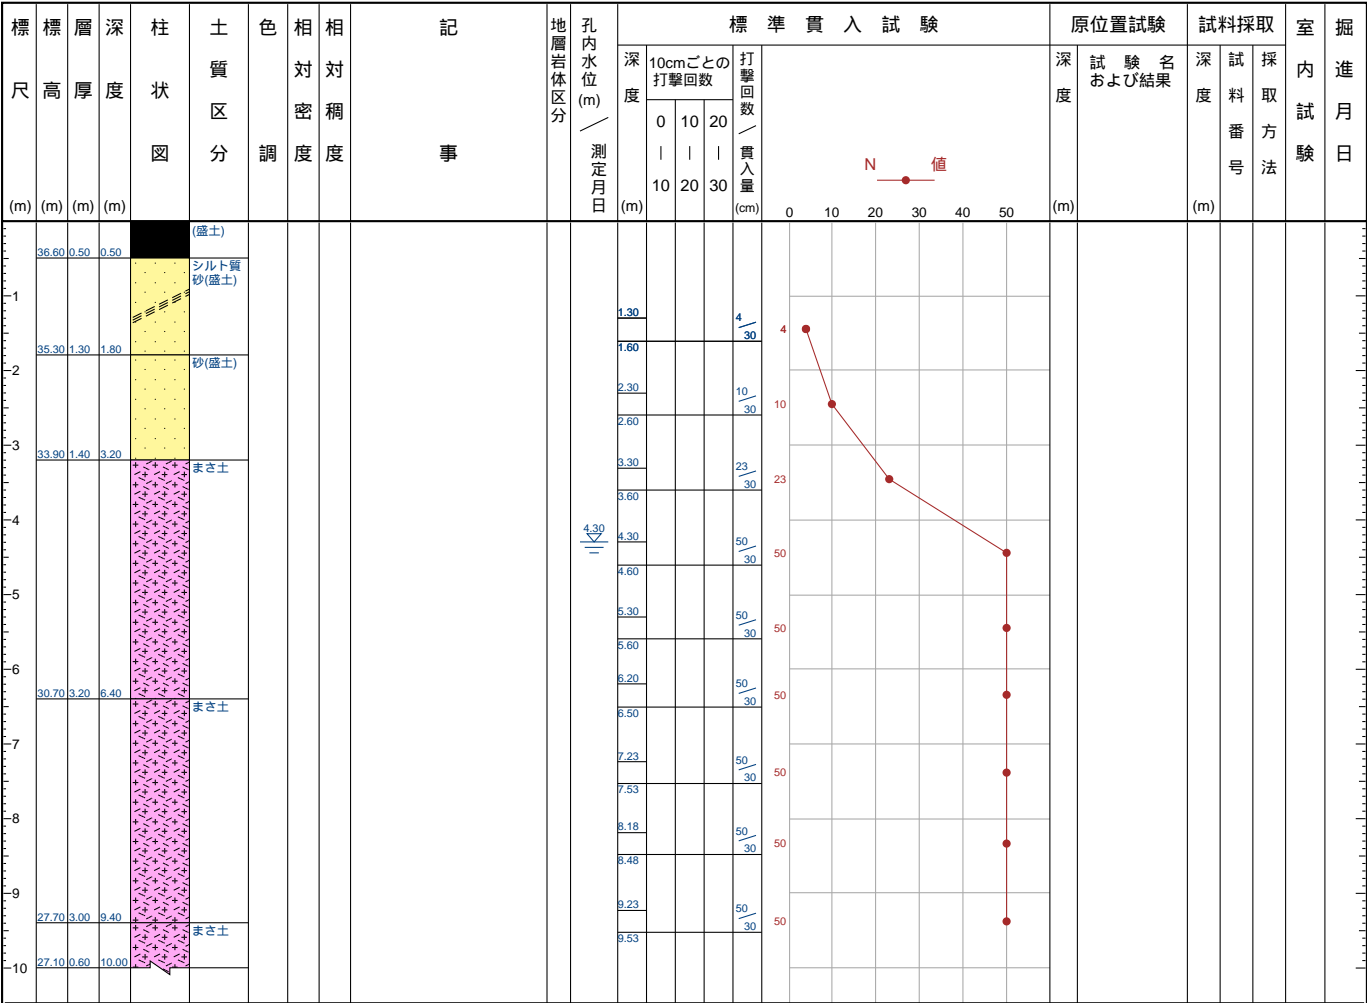 標尺(m)
標高(m)
層厚(m)
深度(m)
柱状図
土質区分
色調
相対密度
相対稠度
記事
地層岩体区分
孔内水位(m)／測定月日
標準貫入試験
深度(m)
10cmごとの
打撃回数
0｜10
10｜20
20｜30
打撃回数／貫入量(cm)
N 値
0 10 20 30 40 50
原位置試験
深度(m)
試験名
および結果
試料採取
深度(m)
試料番号
採取方法
室内試験
掘進月日
36.60 0.50 0.50 (盛土)
シルト質
砂(盛土)
1
1.30
4/30 4
1.60
35.30 1.30 1.80
砂(盛土)
2
2.30
10/30 10
2.60
3
33.90 1.40 3.20
まさ土
3.30
23/30 23
3.60
4
4.30
4.30
50/30 50
4.60
5
5.30
50/30 50
5.60
6
6.20
30.70 3.20 6.40
50/30 50
6.50
まさ土
7
7.23
50/30 50
7.53
8
8.18
50/30 50
8.48
9
9.23
27.70 3.00 9.40
50/30 50
9.53
まさ土
27.10 0.60 10.00
10